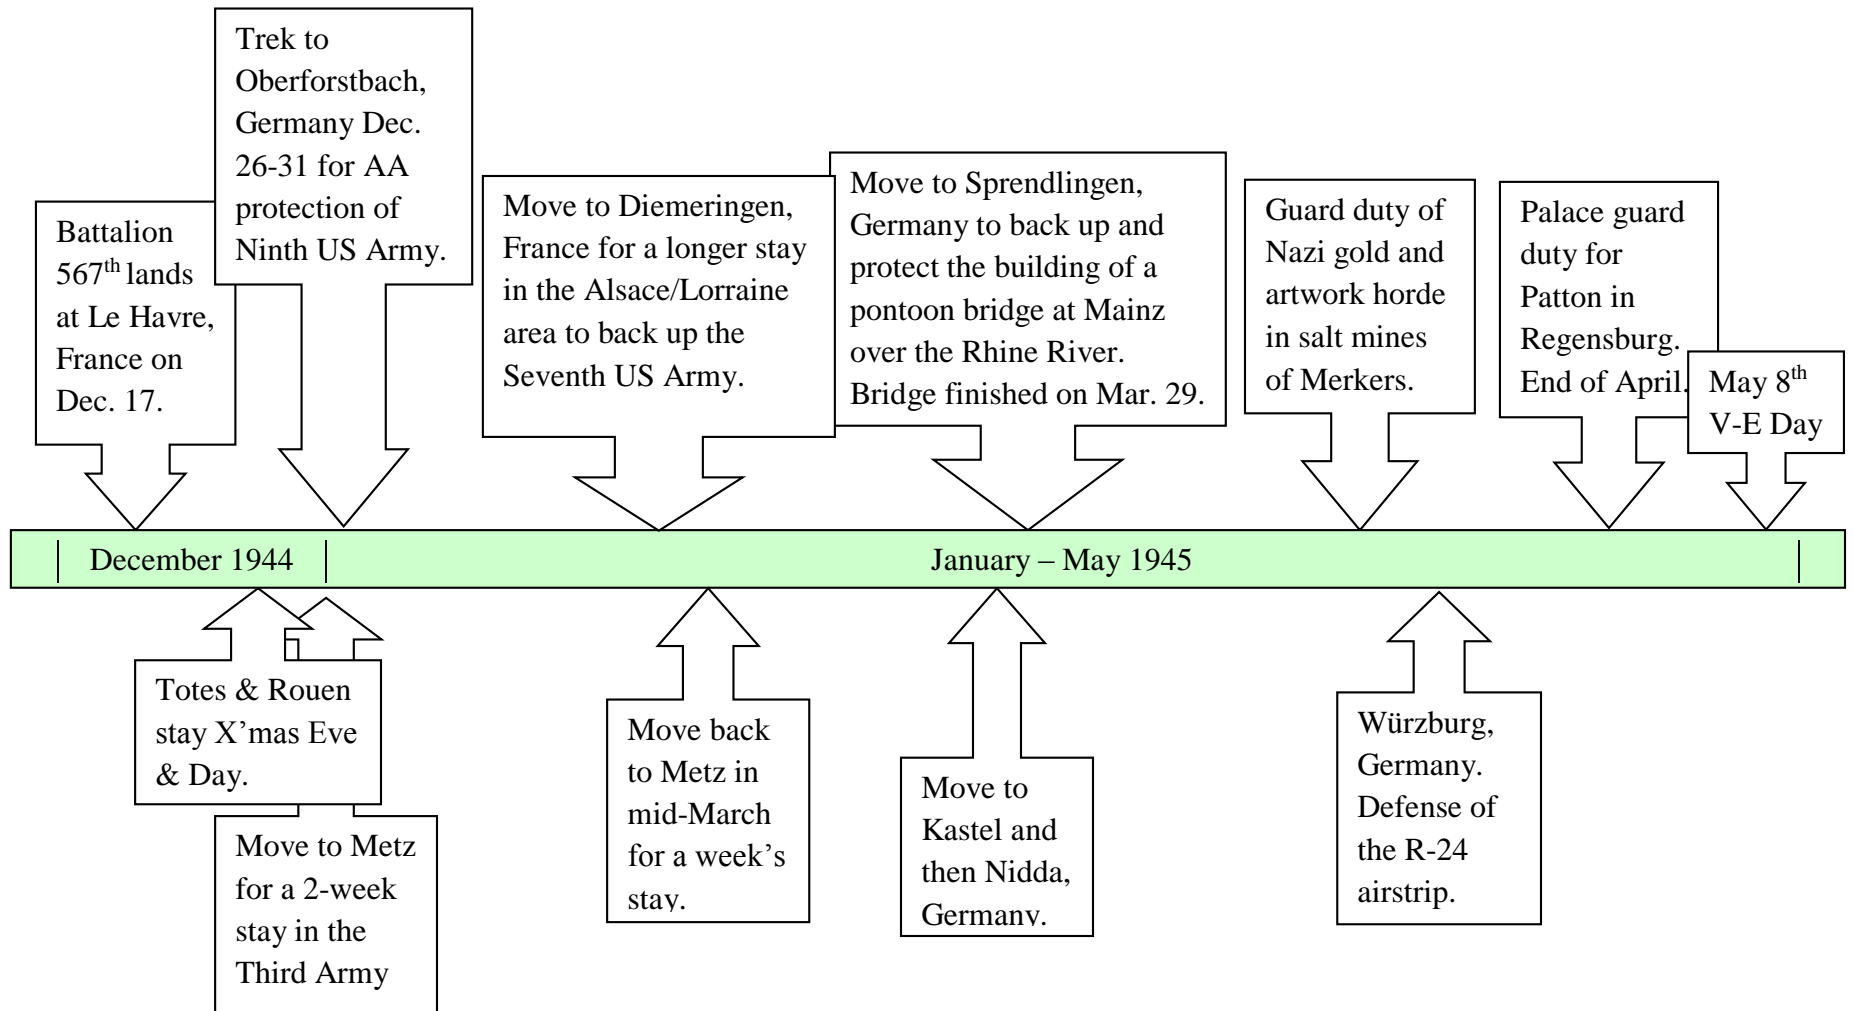 Trek to
Oberforstbach,
Germany Dec.
26-31 for AA
protection of
Ninth US Army.
Battalion
567th lands
at Le Havre,
France on
Dec. 17.
Move to Diemeringen,
France for a longer stay
in the Alsace/Lorraine
area to back up the
Seventh US Army.
Move to Sprendlingen,
Germany to back up and
protect the building of a
pontoon bridge at Mainz
over the Rhine River.
Bridge finished on Mar. 29.
Guard duty of
Nazi gold and
artwork horde
in salt mines
of Merkers.
Palace guard
duty for
Patton in
Regensburg.
End of April.
May 8th
V-E Day
December 1944
January – May 1945
Totes & Rouen
stay X’mas Eve
& Day.
Move to Metz
for a 2-week
stay in the
Third Army
Move back
to Metz in
mid-March
for a week’s
stay.
Move to
Kastel and
then Nidda,
Germany.
Würzburg,
Germany.
Defense of
the R-24
airstrip.